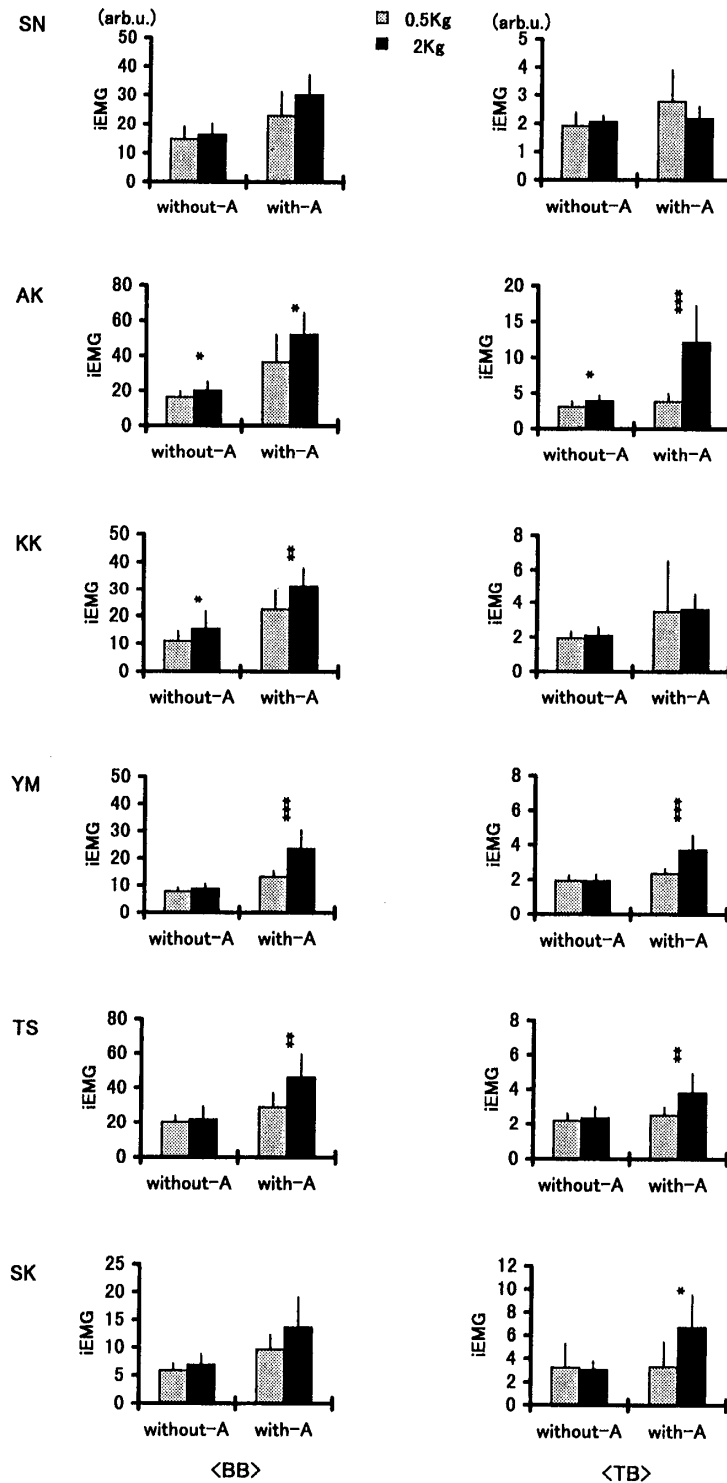 SN
(arb.u.)
iEMG
50
40
30
20
10
0
without-A with-A
0.5Kg
2Kg
(arb.u.)
iEMG
5
4
3
2
1
0
without-A with-A
AK
iEMG
80
60
40
20
0
*
*
without-A with-A
iEMG
20
15
10
5
0
*
***
without-A with-A
KK
iEMG
50
40
30
20
10
0
*
**
without-A with-A
iEMG
8
6
4
2
0
without-A with-A
YM
iEMG
50
40
30
20
10
0
***
without-A with-A
iEMG
8
6
4
2
0
***
without-A with-A
TS
iEMG
80
60
40
20
0
**
without-A with-A
iEMG
8
6
4
2
0
**
without-A with-A
SK
iEMG
25
20
15
10
5
0
without-A with-A
iEMG
12
10
8
6
4
2
0
*
without-A with-A
<BB>
<TB>